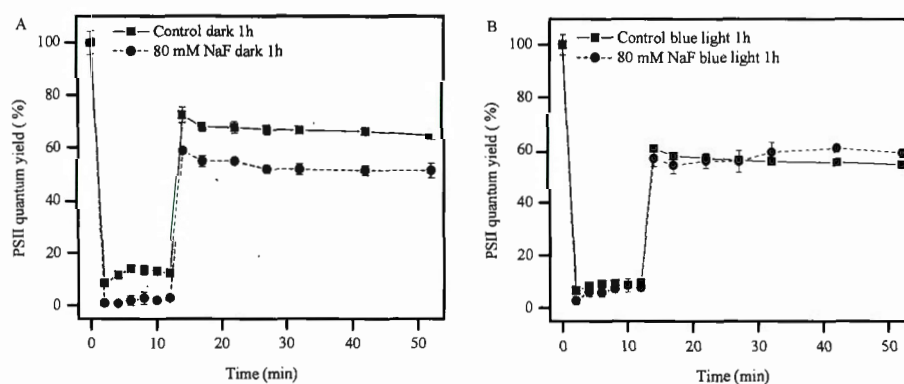 A
Control dark 1h
80 mM NaF dark 1h
PSII quantum yield (%)
100
80
60
40
20
0
0
10
20
30
40
50
Time (min)
B
Control blue light 1h
80 mM NaF blue light 1h
PSII quantum yield (%)
100
80
60
40
20
0
0
10
20
30
40
50
Time (min)